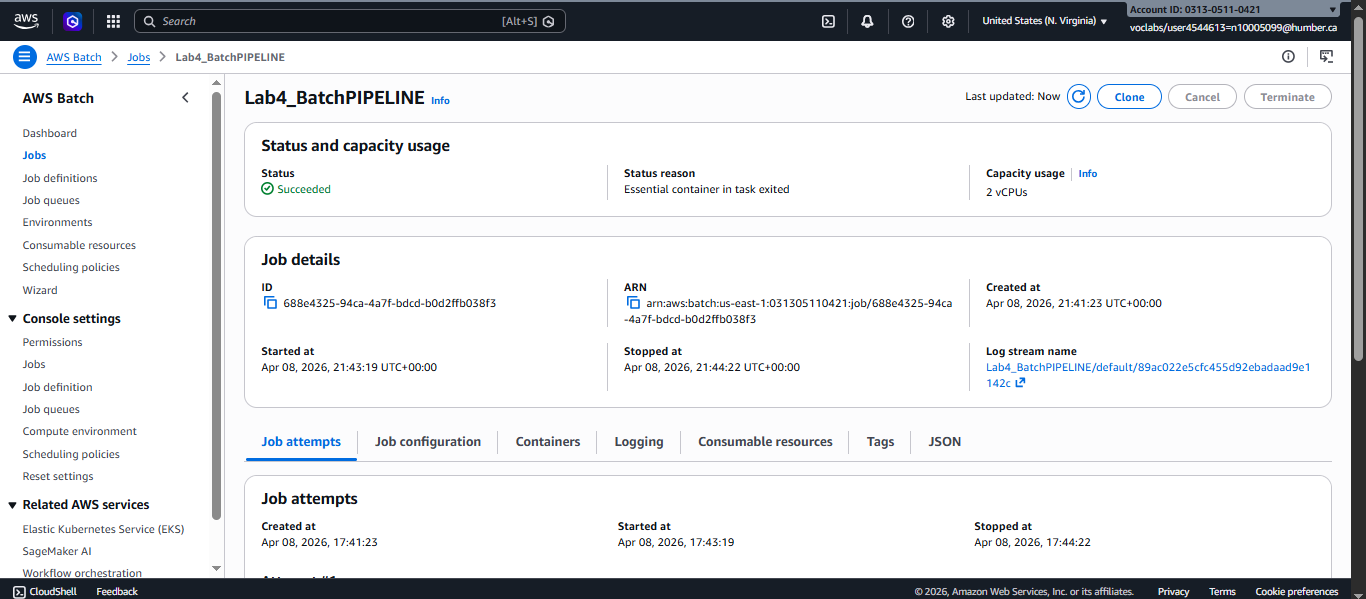 aws
Search
[Alt+S]
United States (N. Virginia)
Account ID: 0313-0511-0421
voclabs/user4544613=n10005099@humber.ca
AWS Batch
Jobs
Lab4_BatchPIPELINE
AWS Batch
Dashboard
Jobs
Job definitions
Job queues
Environments
Consumable resources
Scheduling policies
Wizard
Console settings
Permissions
Jobs
Job definition
Job queues
Compute environment
Scheduling policies
Reset settings
Related AWS services
Elastic Kubernetes Service (EKS)
SageMaker AI
Workflow orchestration
Lab4_BatchPIPELINE Info
Last updated: Now
Clone
Cancel
Terminate
Status and capacity usage
Status
Succeeded
Status reason
Essential container in task exited
Capacity usage
Info
2 vCPUs
Job details
ID
688e4325-94ca-4a7f-bdcd-b0d2ffb038f3
ARN
arn:aws:batch:us-east-1:031305110421:job/688e4325-94ca
-4a7f-bdcd-b0d2ffb038f3
Created at
Apr 08, 2026, 21:41:23 UTC+00:00
Started at
Apr 08, 2026, 21:43:19 UTC+00:00
Stopped at
Apr 08, 2026, 21:44:22 UTC+00:00
Log stream name
Lab4_BatchPIPELINE/default/89ac022e5cfc455d92ebadaad9e1
142c
Job attempts
Job configuration
Containers
Logging
Consumable resources
Tags
JSON
Job attempts
Created at
Apr 08, 2026, 17:41:23
Started at
Apr 08, 2026, 17:43:19
Stopped at
Apr 08, 2026, 17:44:22
CloudShell
Feedback
© 2026, Amazon Web Services, Inc. or its affiliates.
Privacy
Terms
Cookie preferences